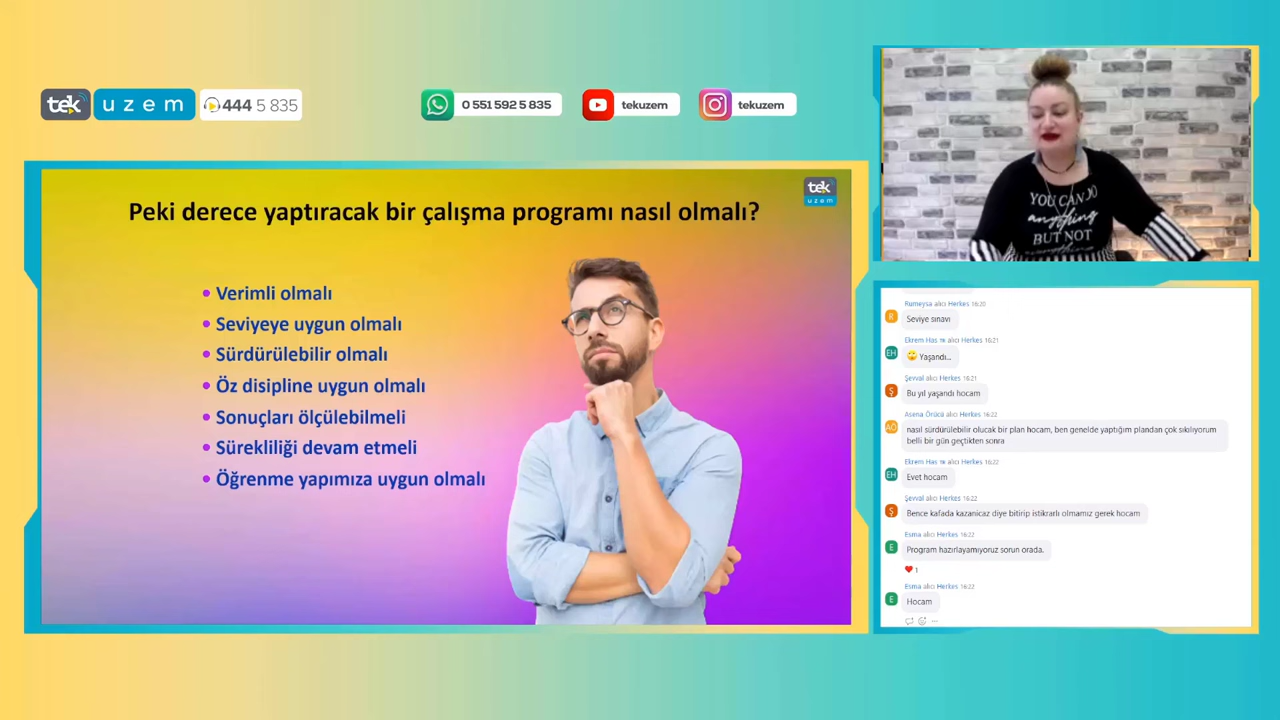 tek uzem 444 5 835
0 551 592 5 835
tekuzem
tekuzem
tek
uzem
Peki derece yaptıracak bir çalışma programı nasıl olmalı?
• Verimli olmalı
• Seviyeye uygun olmalı
• Sürdürülebilir olmalı
• Öz disipline uygun olmalı
• Sonuçları ölçülebilmeli
• Sürekliliği devam etmeli
• Öğrenme yapımıza uygun olmalı
YOU CAN DO
anything
BUT NOT
everything
Rumeysa alıcı Herkes 16:20
R
Seviye sınavı
Ekrem Has alıcı Herkes 16:21
EH
Yaşandı...
Şevval alıcı Herkes 16:21
Ş
Bu yıl yaşandı hocam
Asena Örücü alıcı Herkes 16:22
AÖ
nasıl sürdürülebilir olucak bir plan hocam, ben genelde yaptığım plandan çok sıkılıyorum
belli bir gün geçtikten sonra
Ekrem Has alıcı Herkes 16:22
EH
Evet hocam
Şevval alıcı Herkes 16:22
Ş
Bence kafada kazanicaz diye bitirip istikrarlı olmamız gerek hocam
Esma alıcı Herkes 16:22
E
Program hazırlayamıyoruz sorun orada.
1
Esma alıcı Herkes 16:22
E
Hocam